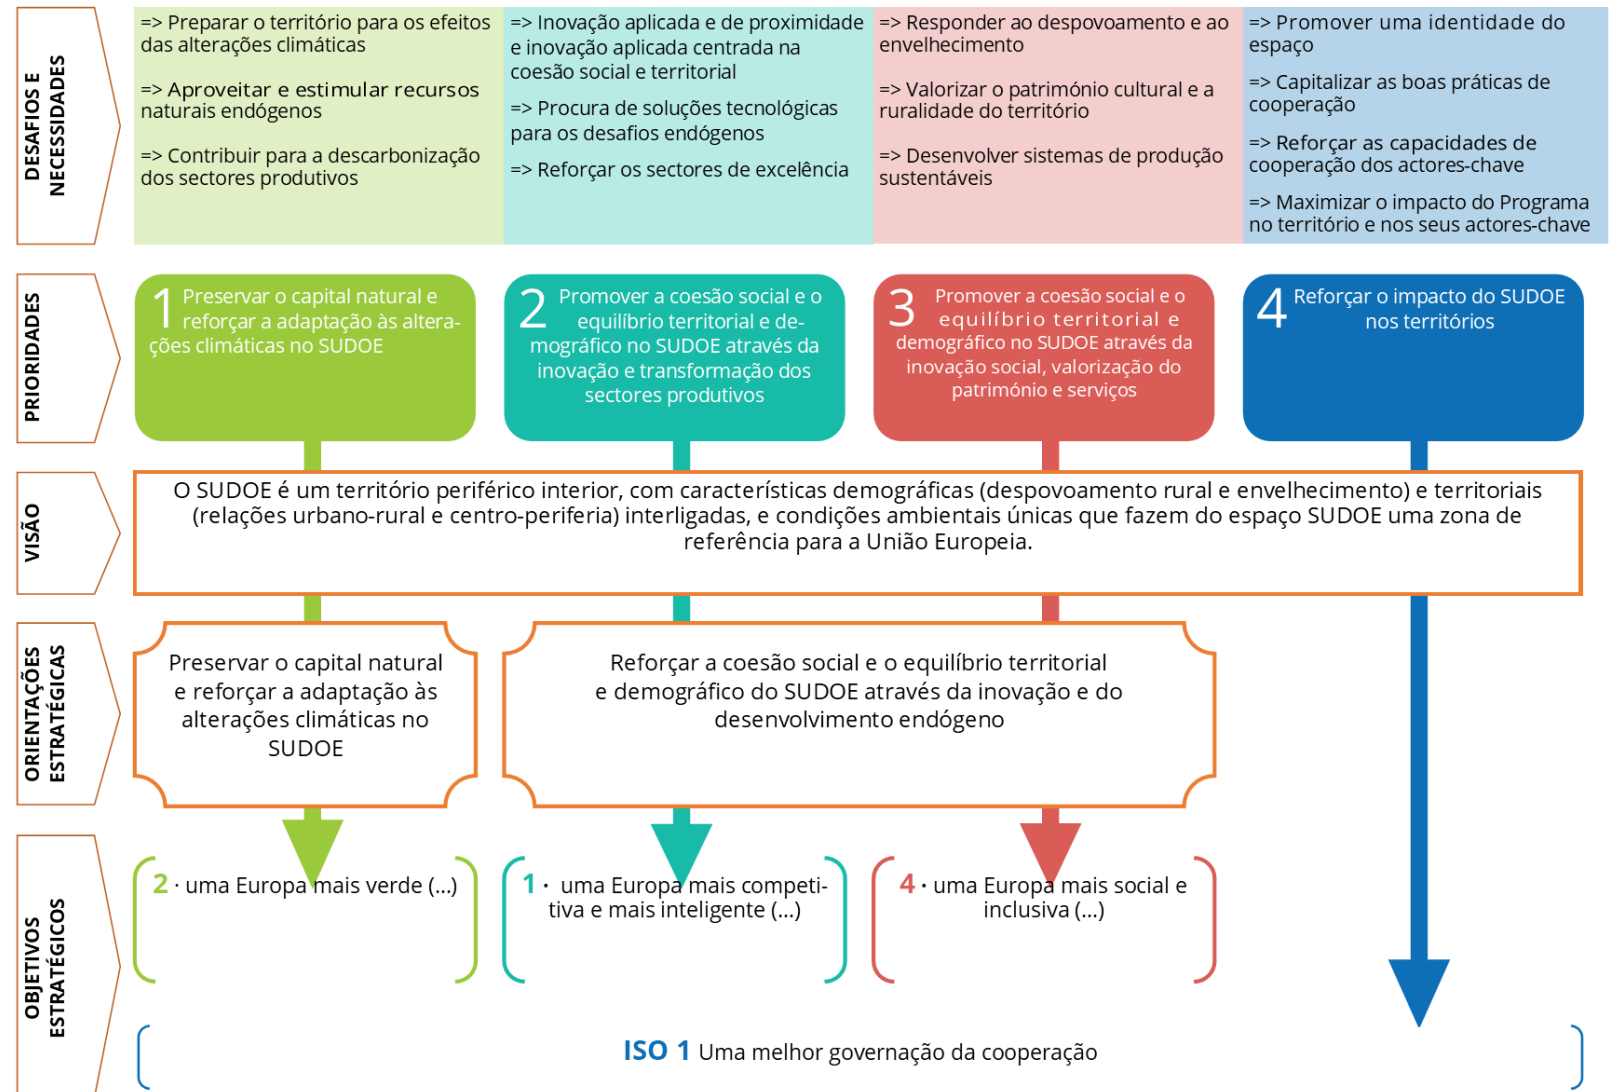 DESAFIOS E
NECESSIDADES
=> Preparar o território para os efeitos
das alterações climáticas
=> Aproveitar e estimular recursos
naturais endógenos
=> Contribuir para a descarbonização
dos sectores produtivos
=> Inovação aplicada e de proximidade
e inovação aplicada centrada na
coesão social e territorial
=> Procura de soluções tecnológicas
para os desafios endógenos
=> Reforçar os sectores de excelência
=> Responder ao despovoamento e ao
envelhecimento
=> Valorizar o património cultural e a
ruralidade do território
=> Desenvolver sistemas de produção
sustentáveis
=> Promover uma identidade do
espaço
=> Capitalizar as boas práticas de
cooperação
=> Reforçar as capacidades de
cooperação dos actores-chave
=> Maximizar o impacto do Programa
no território e nos seus actores-chave
PRIORIDADES
1 Preservar o capital natural e
reforçar a adaptação às altera-
ções climáticas no SUDOE
2 Promover a coesão social e o
equilíbrio territorial e de-
mográfico no SUDOE através da
inovação e transformação dos
sectores produtivos
3 Promover a coesão social e o
equilíbrio territorial e
demográfico no SUDOE através da
inovação social, valorização do
património e serviços
4 Reforçar o impacto do SUDOE
nos territórios
VISÃO
O SUDOE é um território periférico interior, com características demográficas (despovoamento rural e envelhecimento) e territoriais
(relações urbano-rural e centro-periferia) interligadas, e condições ambientais únicas que fazem do espaço SUDOE uma zona de
referência para a União Europeia.
ORIENTAÇÕES
ESTRATÉGICAS
Preservar o capital natural
e reforçar a adaptação às
alterações climáticas no
SUDOE
Reforçar a coesão social e o equilíbrio territorial
e demográfico do SUDOE através da inovação e do
desenvolvimento endógeno
OBJETIVOS
ESTRATÉGICOS
2 · uma Europa mais verde (...)
1 · uma Europa mais competi-
tiva e mais inteligente (...)
4 · uma Europa mais social e
inclusiva (...)
ISO 1 Uma melhor governação da cooperação